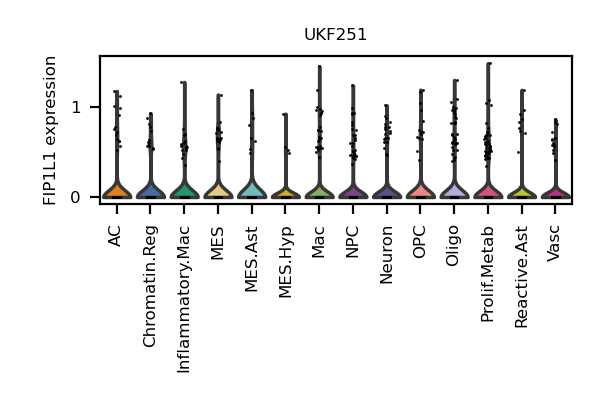 UKF251
FIP1L1 expression
1
0
AC
Chromatin.Reg
Inflammatory.Mac
MES
MES.Ast
MES.Hyp
Mac
NPC
Neuron
OPC
Oligo
Prolif.Metab
Reactive.Ast
Vasc